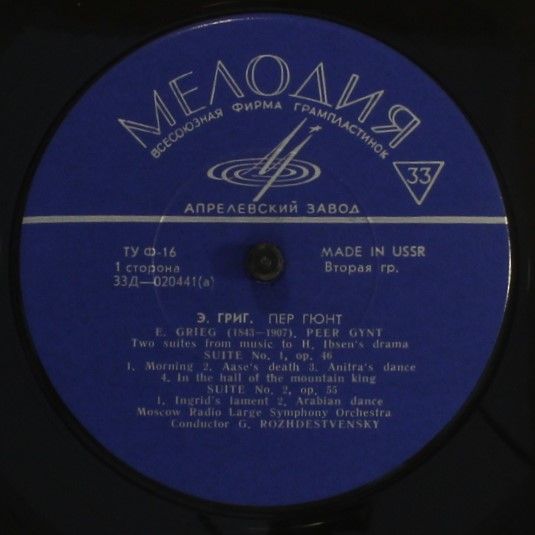 МЕЛОДИЯ
ВСЕСОЮЗНАЯ ФИРМА ГРАМПЛАСТИНОК
33
АПРЕЛЕВСКИЙ ЗАВОД
ТУ Ф-16
MADE IN USSR
1 сторона
Вторая гр.
33Д—020441(а)
Э. ГРИГ. ПЕР ГЮНТ
E. GRIEG (1843—1907). PEER GYNT
Two suites from music to H. Ibsen's drama
SUITE No. 1, op. 46
1. Morning 2. Aase's death 3. Anitra's dance
4. In the hall of the mountain king
SUITE No. 2, op. 55
1. Ingrid's lament 2. Arabian dance
Moscow Radio Large Symphony Orchestra
Conductor G. ROZHDESTVENSKY